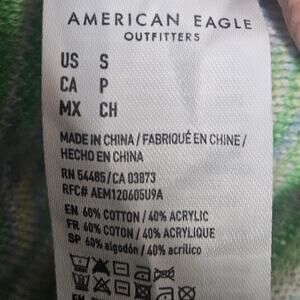 AMERICAN EAGLE
OUTFITTERS
US S
CA P
MX CH
MADE IN CHINA / FABRIQUÉ EN CHINE /
HECHO EN CHINA
RN 54485/CA 03873
RFC# AEM120605U9A
EN 60% COTTON / 40% ACRYLIC
FR 60% COTON / 40% ACRYLIQUE
SP 60% algodón / 40% acrílico